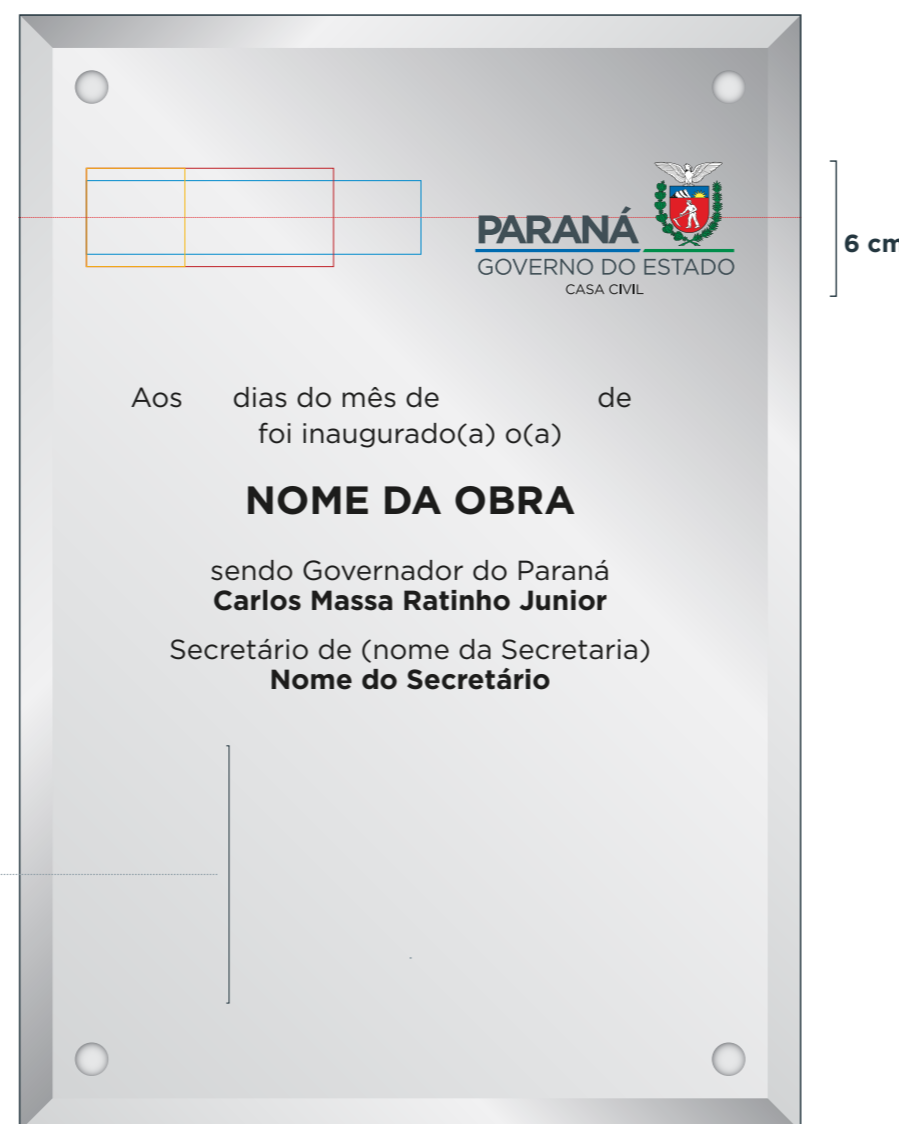 PARANÁ
GOVERNO DO ESTADO
CASA CIVIL
6 cm
Aos dias do mês de de
foi inaugurado(a) o(a)
NOME DA OBRA
sendo Governador do Paraná
Carlos Massa Ratinho Junior
Secretário de (nome da Secretaria)
Nome do Secretário